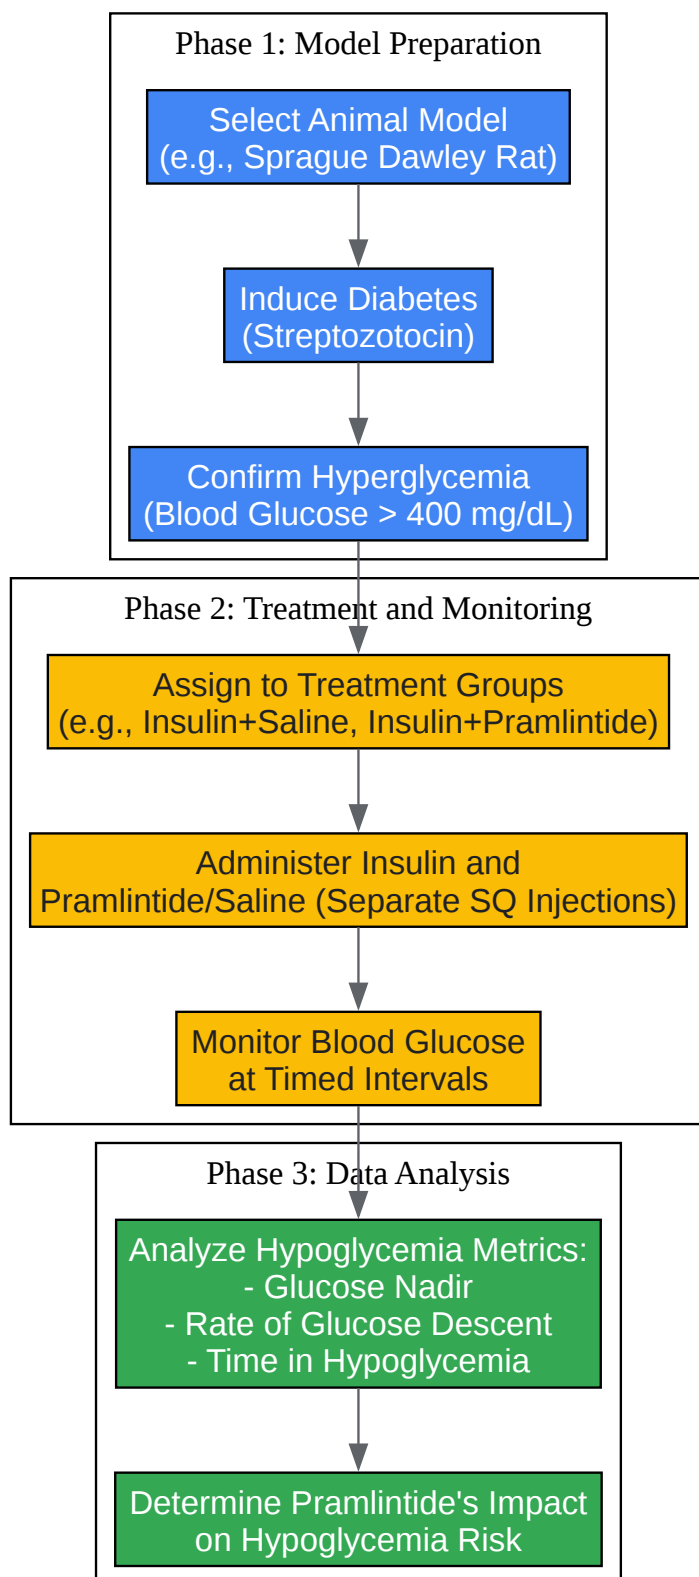 Phase 1: Model Preparation
Select Animal Model
(e.g., Sprague Dawley Rat)
Induce Diabetes
(Streptozotocin)
Confirm Hyperglycemia
(Blood Glucose > 400 mg/dL)
Phase 2: Treatment and Monitoring
Assign to Treatment Groups
(e.g., Insulin+Saline, Insulin+Pramlintide)
Administer Insulin and
Pramlintide/Saline (Separate SQ Injections)
Monitor Blood Glucose
at Timed Intervals
Phase 3: Data Analysis
Analyze Hypoglycemia Metrics:
- Glucose Nadir
- Rate of Glucose Descent
- Time in Hypoglycemia
Determine Pramlintide's Impact
on Hypoglycemia Risk